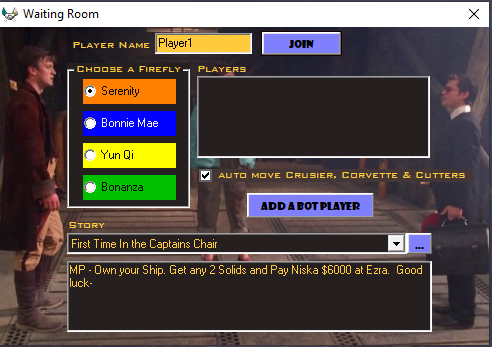 Waiting Room
Player Name Player1 JOIN
Choose a Firefly
Serenity
Bonnie Mae
Yun Qi
Bonanza
Players
auto move Crusier, Corvette & Cutters
ADD A BOT PLAYER
Story
First Time In the Captains Chair ...
MP - Own your Ship. Get any 2 Solids and Pay Niska $6000 at Ezra. Good
luck-